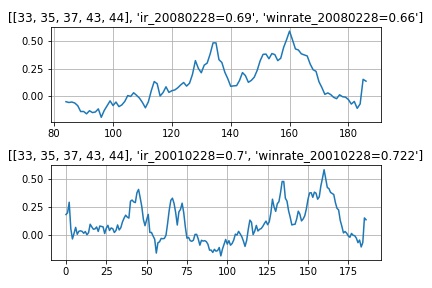 [[33, 35, 37, 43, 44], 'ir_20080228=0.69', 'winrate_20080228=0.66']
0.50
0.25
0.00
80 100 120 140 160 180
[[33, 35, 37, 43, 44], 'ir_20010228=0.7', 'winrate_20010228=0.722']
0.50
0.25
0.00
0 25 50 75 100 125 150 175